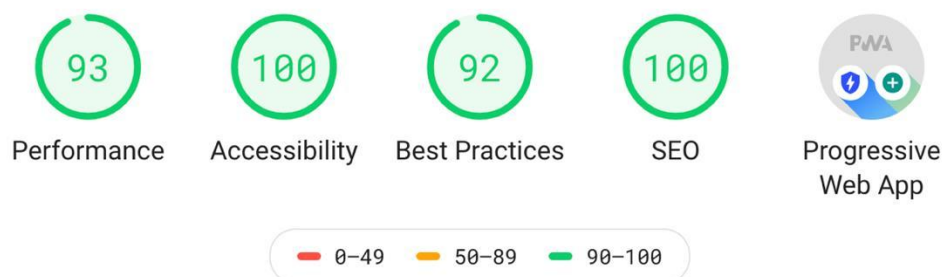 93
100
92
100
PWA
Performance
Accessibility
Best Practices
SEO
Progressive
Web App
0–49
50–89
90–100